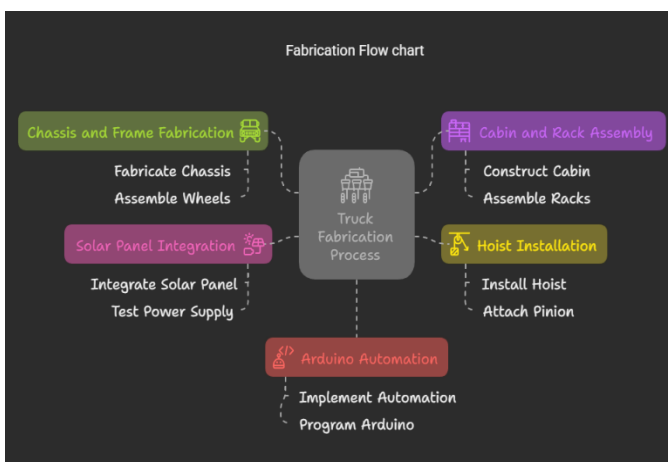 Fabrication Flow chart
Chassis and Frame Fabrication
Fabricate Chassis
Assemble Wheels
Solar Panel Integration
Integrate Solar Panel
Test Power Supply
Truck
Fabrication
Process
Cabin and Rack Assembly
Construct Cabin
Assemble Racks
Hoist Installation
Install Hoist
Attach Pinion
</>
Arduino Automation
Implement Automation
Program Arduino